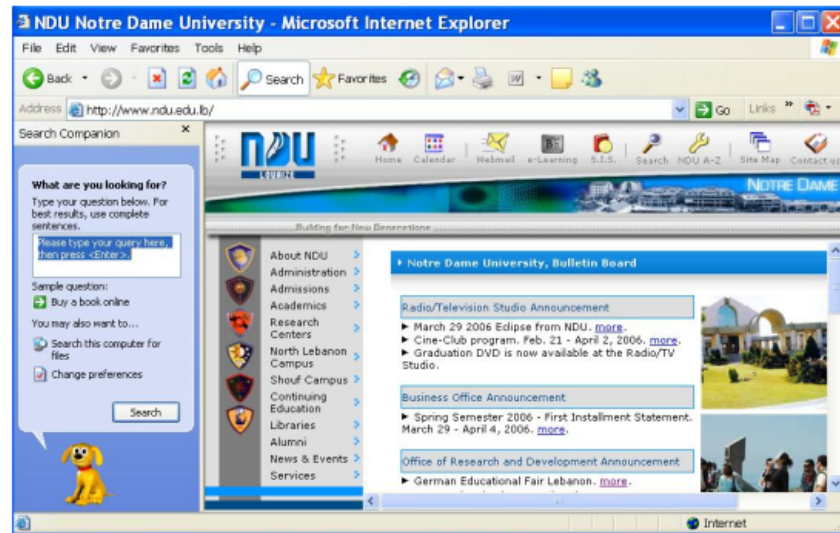 NDU Notre Dame University - Microsoft Internet Explorer
File Edit View Favorites Tools Help
Back Search Favorites
Address http://www.ndu.edu.lb/ Go Links »
Search Companion ×
What are you looking for?
Type your question below. For
best results, use complete
sentences.
Please type your query here,
then press <Enter>.
Sample question:
Buy a book online
You may also want to...
Search this computer for
files
Change preferences
Search
NDU
LOUAIZE
Home Calendar Webmail e-Learning S.I.S. Search NDU A-Z Site Map Contact us
NOTRE DAME
Building for New Generations
About NDU
Administration
Admissions
Academics
Research
Centers
North Lebanon
Campus
Shouf Campus
Continuing
Education
Libraries
Alumni
News & Events
Services
Notre Dame University, Bulletin Board
Radio/Television Studio Announcement
► March 29 2006 Eclipse from NDU. more.
► Cine-Club program. Feb. 21 - April 2, 2006. more.
► Graduation DVD is now available at the Radio/TV
Studio.
Business Office Announcement
► Spring Semester 2006 - First Installment Statement.
March 29 - April 4, 2006. more.
Office of Research and Development Announcement
► German Educational Fair Lebanon. more.
Internet